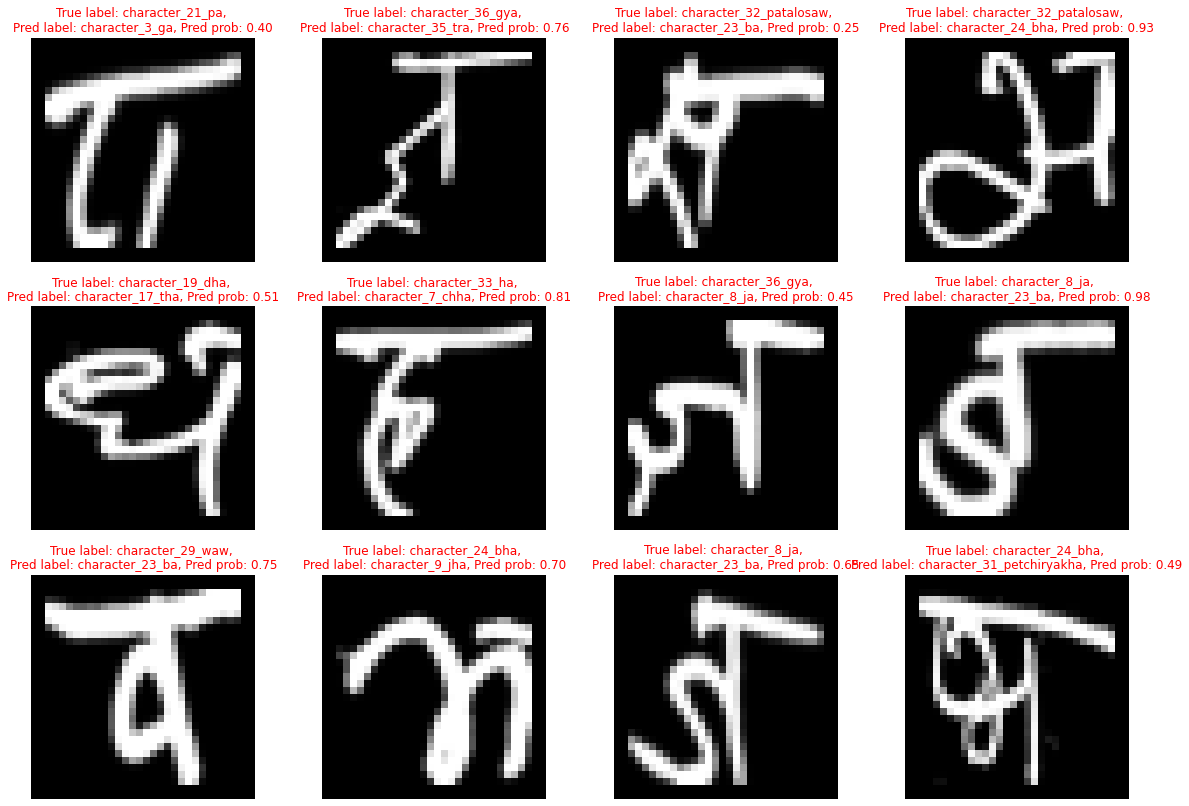 True label: character_21_pa,
Pred label: character_3_ga, Pred prob: 0.40
True label: character_36_gya,
Pred label: character_35_tra, Pred prob: 0.76
True label: character_32_patalosaw,
Pred label: character_23_ba, Pred prob: 0.25
True label: character_32_patalosaw,
Pred label: character_24_bha, Pred prob: 0.93
True label: character_19_dha,
Pred label: character_17_tha, Pred prob: 0.51
True label: character_33_ha,
Pred label: character_7_chha, Pred prob: 0.81
True label: character_36_gya,
Pred label: character_8_ja, Pred prob: 0.45
True label: character_8_ja,
Pred label: character_23_ba, Pred prob: 0.98
True label: character_29_waw,
Pred label: character_23_ba, Pred prob: 0.75
True label: character_24_bha,
Pred label: character_9_jha, Pred prob: 0.70
True label: character_8_ja,
Pred label: character_23_ba, Pred prob:
True label: character_24_bha,
Pred label: character_31_petchiryakha, Pred prob: 0.49